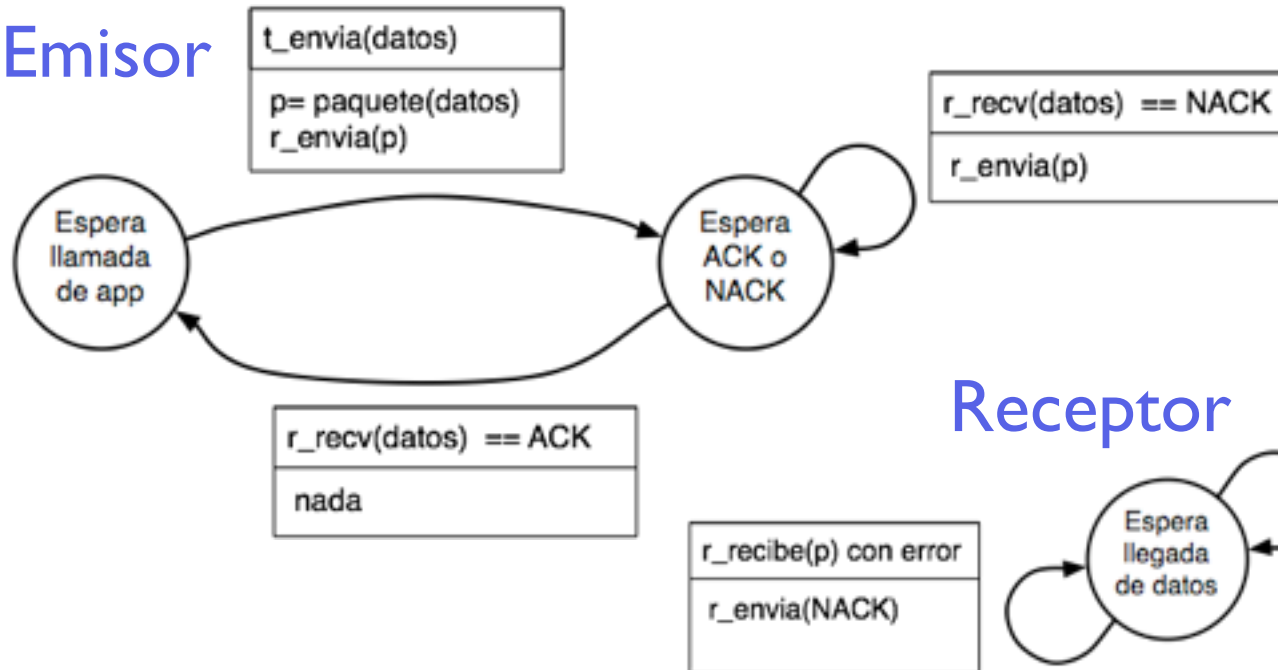 Emisor
t_envia(datos)
p= paquete(datos)
r_envia(p)
r_recv(datos) == NACK
r_envia(p)
Espera
llamada
de app
Espera
ACK o
NACK
r_recv(datos) == ACK
nada
Receptor
Espera
llegada
de datos
r_recibe(p) con error
r_envia(NACK)